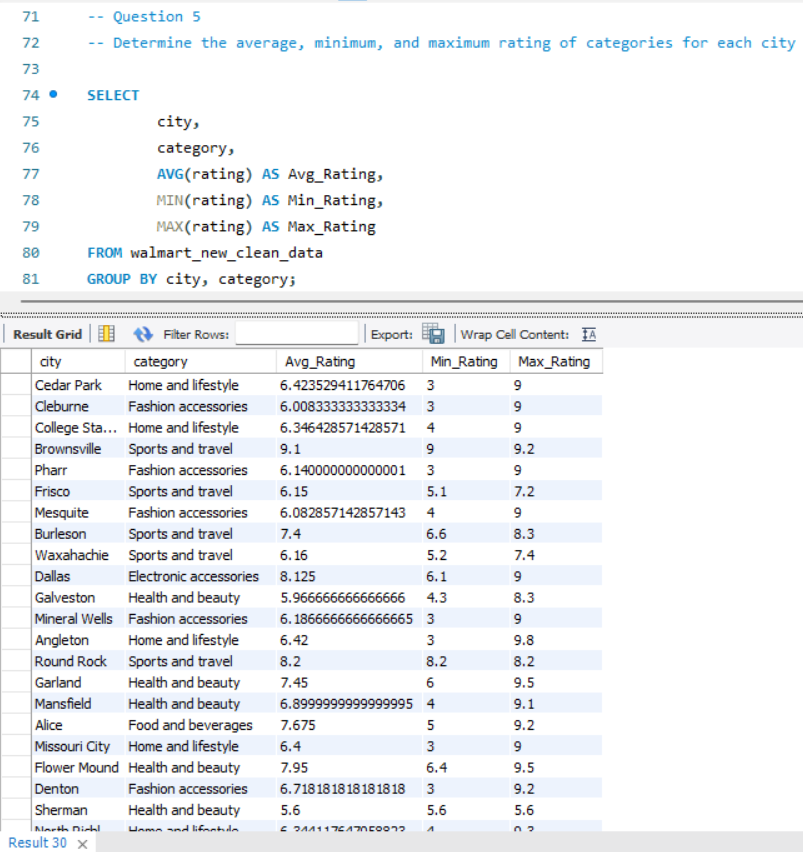 71 -- Question 5
72 -- Determine the average, minimum, and maximum rating of categories for each city
73
74 SELECT
75 city,
76 category,
77 AVG(rating) AS Avg_Rating,
78 MIN(rating) AS Min_Rating,
79 MAX(rating) AS Max_Rating
80 FROM walmart_new_clean_data
81 GROUP BY city, category;
Result Grid Filter Rows: Export: Wrap Cell Content:
city category Avg_Rating Min_Rating Max_Rating
Cedar Park Home and lifestyle 6.423529411764706 3 9
Cleburne Fashion accessories 6.008333333333334 3 9
College Sta... Home and lifestyle 6.346428571428571 4 9
Brownsville Sports and travel 9.1 9 9.2
Pharr Fashion accessories 6.140000000000001 3 9
Frisco Sports and travel 6.15 5.1 7.2
Mesquite Fashion accessories 6.082857142857143 4 9
Burleson Sports and travel 7.4 6.6 8.3
Waxahachie Sports and travel 6.16 5.2 7.4
Dallas Electronic accessories 8.125 6.1 9
Galveston Health and beauty 5.966666666666666 4.3 8.3
Mineral Wells Fashion accessories 6.1866666666666665 3 9
Angleton Home and lifestyle 6.42 3 9.8
Round Rock Sports and travel 8.2 8.2 8.2
Garland Health and beauty 7.45 6 9.5
Mansfield Health and beauty 6.8999999999999995 4 9.1
Alice Food and beverages 7.675 5 9.2
Missouri City Home and lifestyle 6.4 3 9
Flower Mound Health and beauty 7.95 6.4 9.5
Denton Fashion accessories 6.718181818181818 3 9.2
Sherman Health and beauty 5.6 5.6 5.6
North Richl Home and lifestyle 6.344117647058823 4 9.3
Result 30